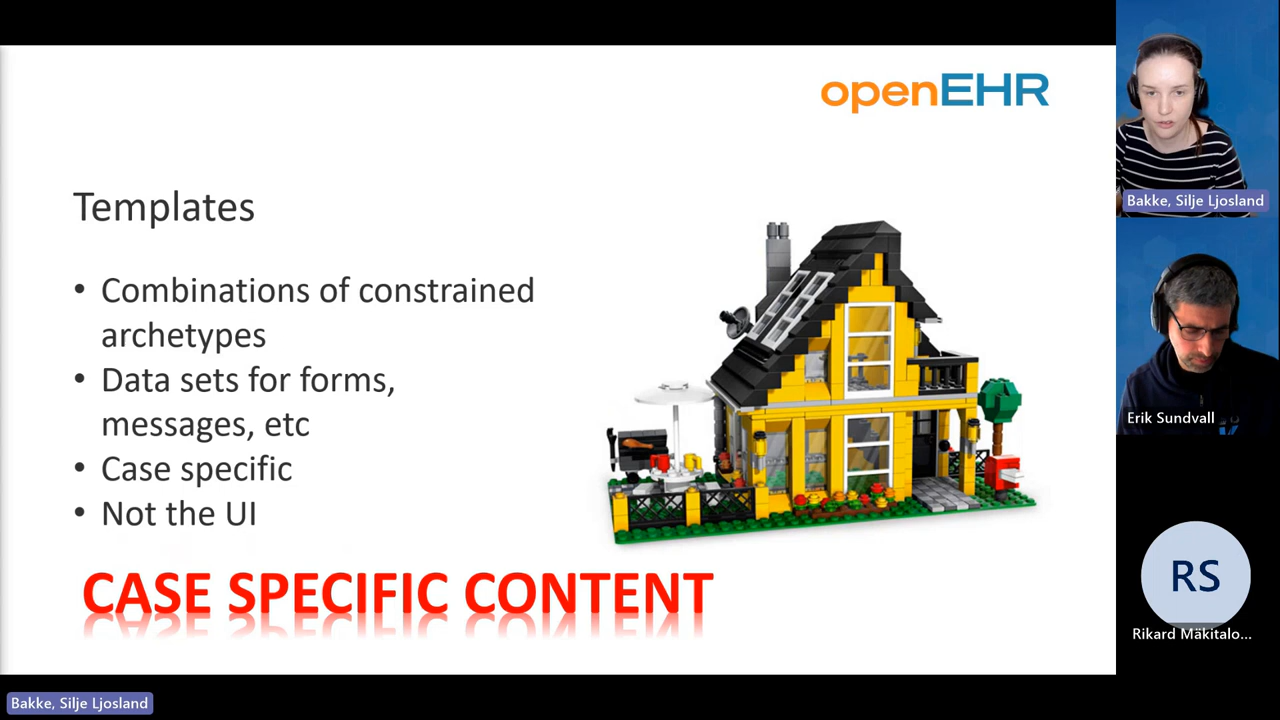 openEHR
Templates
• Combinations of constrained
archetypes
• Data sets for forms,
messages, etc
• Case specific
• Not the UI
CASE SPECIFIC CONTENT
Bakke, Silje Ljosland
Bakke, Silje Ljosland
Erik Sundvall
RS
Rikard Mäkitalo...